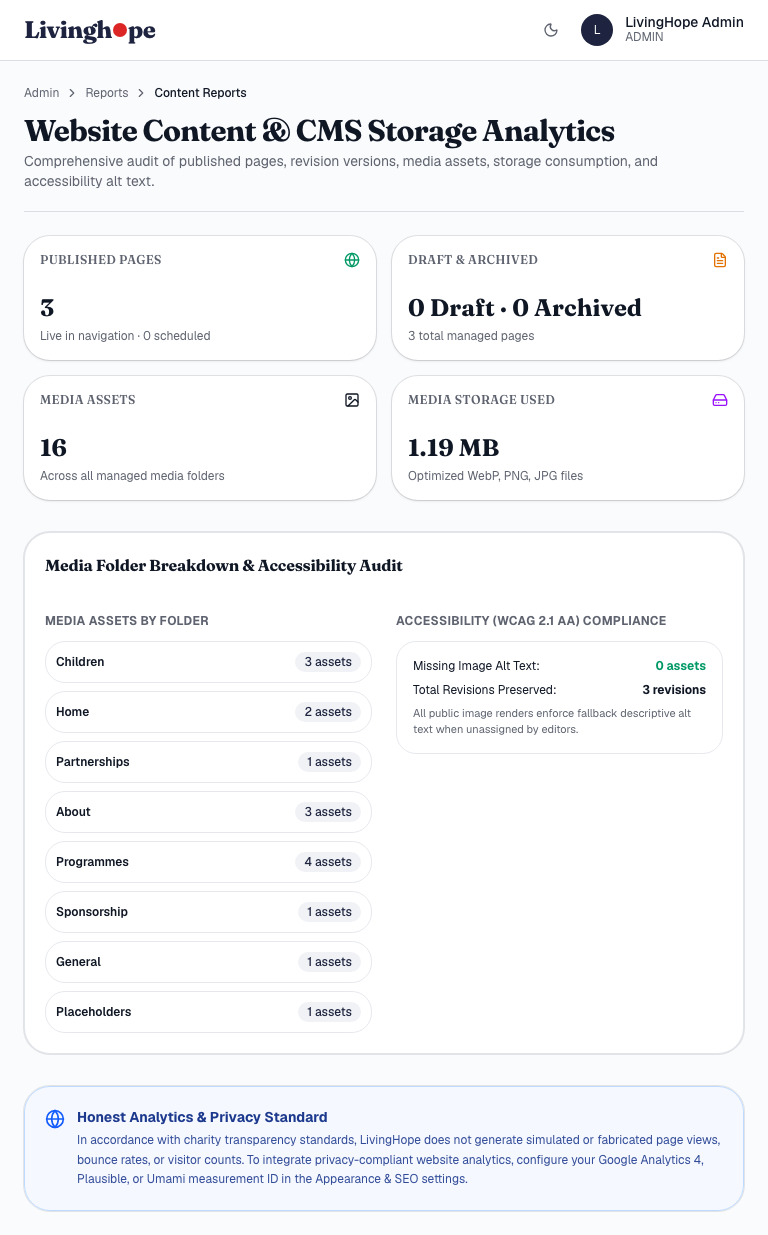 Livinghope
L
LivingHope Admin
ADMIN
Admin > Reports > Content Reports
Website Content & CMS Storage Analytics
Comprehensive audit of published pages, revision versions, media assets, storage consumption, and
accessibility alt text.
PUBLISHED PAGES
3
Live in navigation · 0 scheduled
DRAFT & ARCHIVED
0 Draft · 0 Archived
3 total managed pages
MEDIA ASSETS
16
Across all managed media folders
MEDIA STORAGE USED
1.19 MB
Optimized WebP, PNG, JPG files
Media Folder Breakdown & Accessibility Audit
MEDIA ASSETS BY FOLDER
Children 3 assets
Home 2 assets
Partnerships 1 assets
About 3 assets
Programmes 4 assets
Sponsorship 1 assets
General 1 assets
Placeholders 1 assets
ACCESSIBILITY (WCAG 2.1 AA) COMPLIANCE
Missing Image Alt Text: 0 assets
Total Revisions Preserved: 3 revisions
All public image renders enforce fallback descriptive alt
text when unassigned by editors.
Honest Analytics & Privacy Standard
In accordance with charity transparency standards, LivingHope does not generate simulated or fabricated page views,
bounce rates, or visitor counts. To integrate privacy-compliant website analytics, configure your Google Analytics 4,
Plausible, or Umami measurement ID in the Appearance & SEO settings.